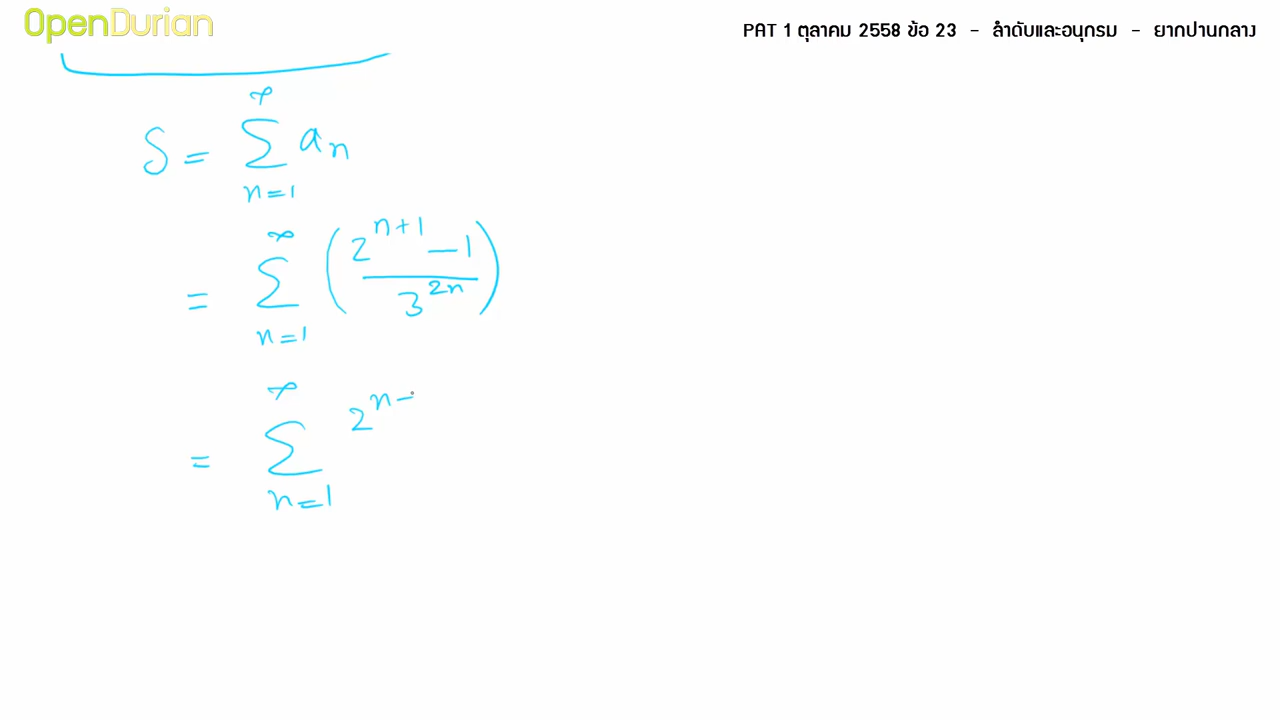 OpenDurian
PAT 1 ตุลาคม 2558 ข้อ 23 - ลำดับและอนุกรม - ยากปานกลาง
∞
S = ∑ aₙ
n=1
∞
= ∑ ( (2^(n+1) − 1) / 3^(2n) )
n=1
∞
= ∑ 2^(n−
n=1